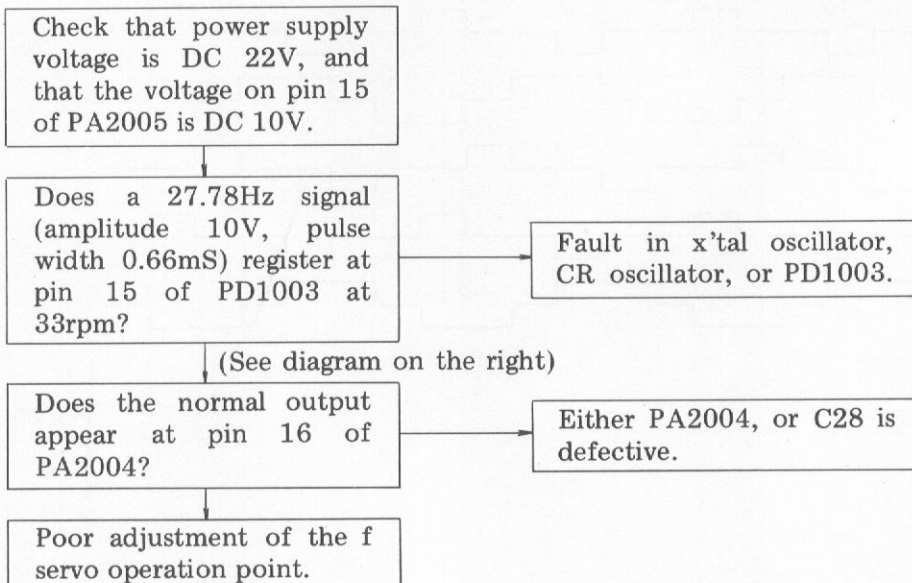 Check that power supply
voltage is DC 22V, and
that the voltage on pin 15
of PA2005 is DC 10V.
Does a 27.78Hz signal
(amplitude 10V, pulse
width 0.66mS) register at
pin 15 of PD1003 at
33rpm?
Fault in x'tal oscillator,
CR oscillator, or PD1003.
(See diagram on the right)
Does the normal output
appear at pin 16 of
PA2004?
Either PA2004, or C28 is
defective.
Poor adjustment of the f
servo operation point.